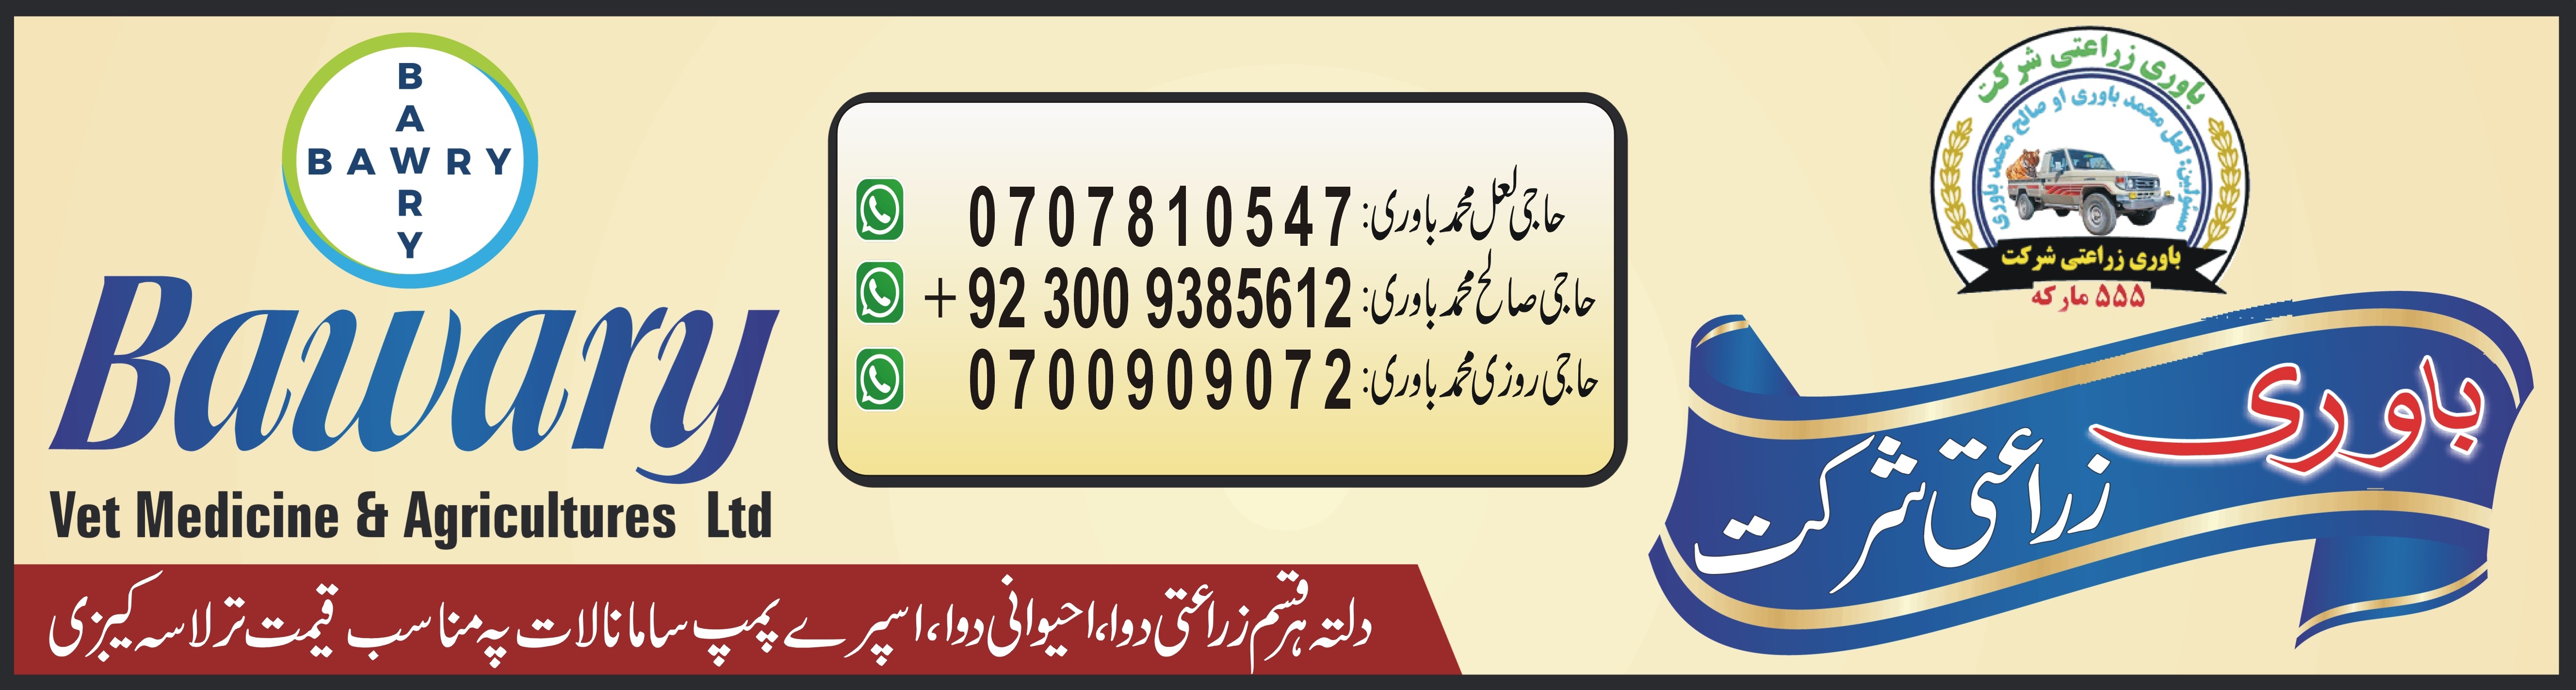 B
A
BAWRY
R
Y
Bawary
Vet Medicine & Agricultures Ltd
حاجی لعل محمد باوری: 0707810547
حاجی صالح محمد باوری: +92 300 9385612
حاجی روزی محمد باوری: 0700909072
باوری زراعتی شرکت
مسئولین: لعل محمد باوری او صالح محمد باوری
باوری زراعتی شرکت
۵۵۵ مارکه
باوری
زراعتی شرکت
دلته هر قسم زراعتی دوا، احیوانی دوا، اسپرے پمپ سامانالات په مناسب قیمت تر لاسه کیږی